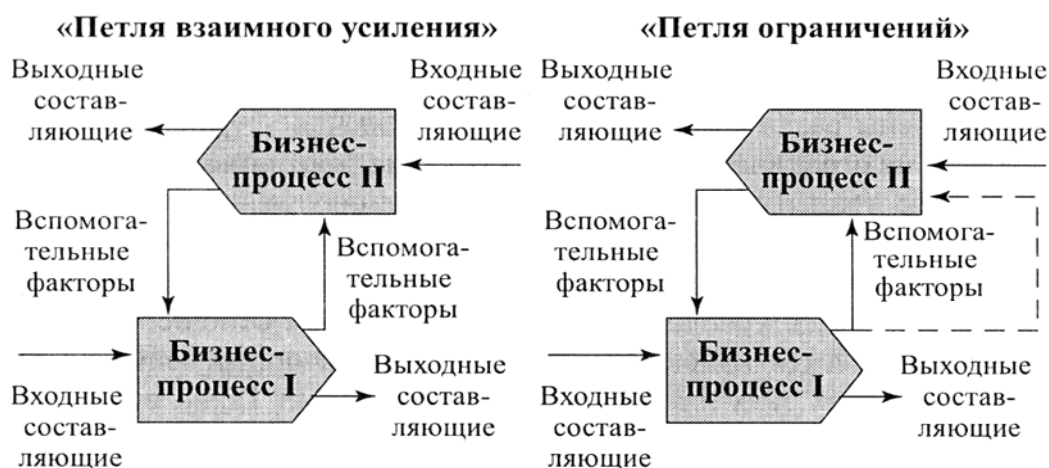 «Петля взаимного усиления»
Выходные
состав-
ляющие
Входные
состав-
ляющие
Бизнес-
процесс II
Вспомога-
тельные
факторы
Вспомога-
тельные
факторы
Бизнес-
процесс I
Входные
состав-
ляющие
Выходные
состав-
ляющие
«Петля ограничений»
Выходные
состав-
ляющие
Входные
состав-
ляющие
Бизнес-
процесс II
Вспомога-
тельные
факторы
Вспомога-
тельные
факторы
Бизнес-
процесс I
Входные
состав-
ляющие
Выходные
состав-
ляющие